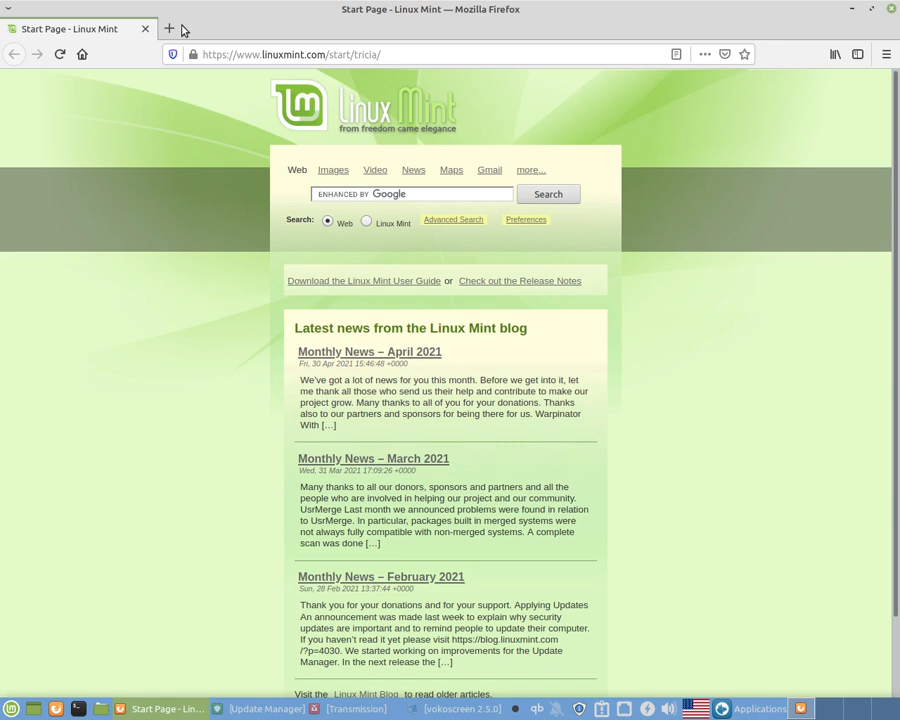 Start Page - Linux Mint — Mozilla Firefox
Start Page - Linux Mint
https://www.linuxmint.com/start/tricia/
Linux Mint
from freedom came elegance
Web Images Video News Maps Gmail more...
ENHANCED BY Google Search
Search: Web Linux Mint Advanced Search Preferences
Download the Linux Mint User Guide or Check out the Release Notes
Latest news from the Linux Mint blog
Monthly News – April 2021
Fri, 30 Apr 2021 15:46:48 +0000
We've got a lot of news for you this month. Before we get into it, let
me thank all those who send us their help and contribute to make our
project grow. Many thanks to all of you for your donations. Thanks
also to our partners and sponsors for being there for us. Warpinator
With […]
Monthly News – March 2021
Wed, 31 Mar 2021 17:09:26 +0000
Many thanks to all our donors, sponsors and partners and all the
people who are involved in helping our project and our community.
UsrMerge Last month we announced problems were found in relation
to UsrMerge. In particular, packages built in merged systems were
not always fully compatible with non-merged systems. A complete
scan was done […]
Monthly News – February 2021
Sun, 28 Feb 2021 13:37:44 +0000
Thank you for your donations and for your support. Applying Updates
An announcement was made last week to explain why security
updates are important and to remind people to update their computer.
If you haven't read it yet please visit https://blog.linuxmint.com
/?p=4030. We started working on improvements for the Update
Manager. In the next release the […]
Visit the Linux Mint Blog to read older articles.
Start Page - Lin... [Update Manager] [Transmission] [vokoscreen 2.5.0] qb Applications